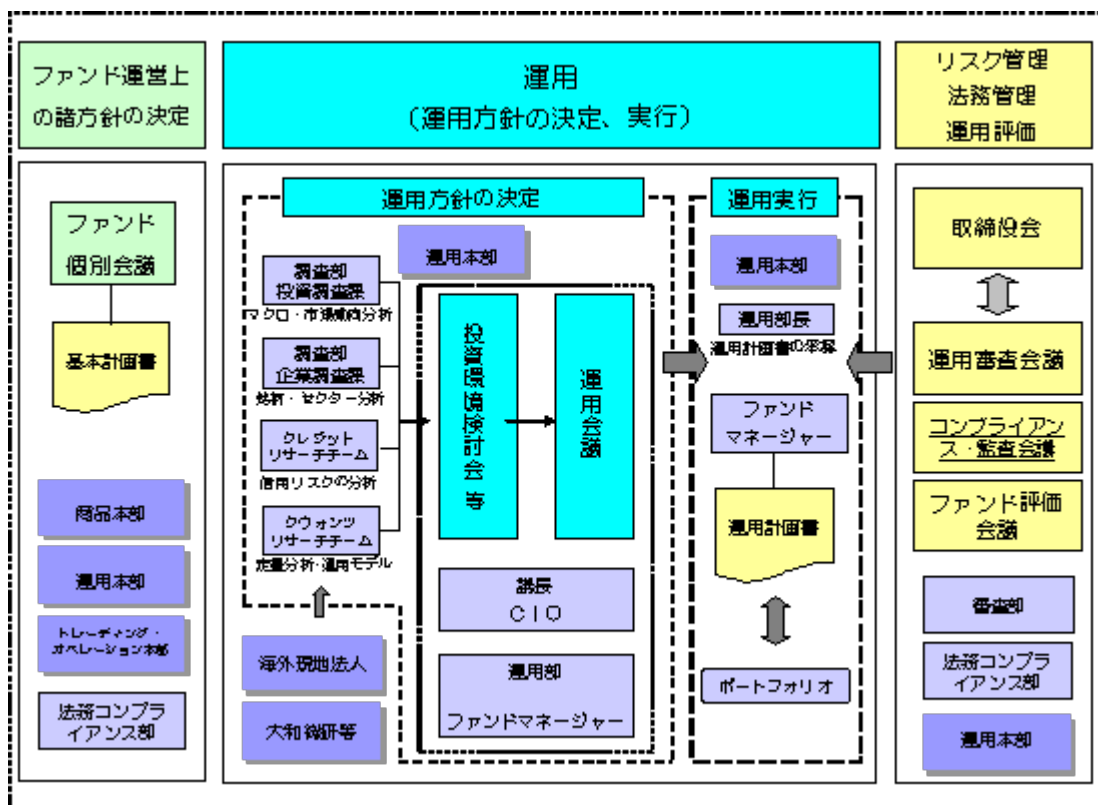 ファンド運営上
の諸方針の決定
運用
(運用方針の決定、実行)
リスク管理
法務管理
運用評価
ファンド
個別会議
基本計画書
商品本部
運用本部
トレーディング・
オペレーション本部
法務コンプラ
イアンス部
運用方針の決定
運用本部
調査部
投資調査課
マクロ・市場動向分析
調査部
企業調査課
銘柄・セクター分析
クレジット
リサーチチーム
信用リスクの分析
クウォンツ
リサーチチーム
定量分析・運用モデル
海外現地法人
大和総研等
投資環境検討会 等
運用会議
議長
CIO
運用部
ファンドマネージャー
運用実行
運用本部
運用部長
運用計画書の承認
ファンド
マネージャー
運用計画書
ポートフォリオ
取締役会
運用審査会議
コンプライアン
ス・監査会議
ファンド評価
会議
審査部
法務コンプラ
イアンス部
運用本部